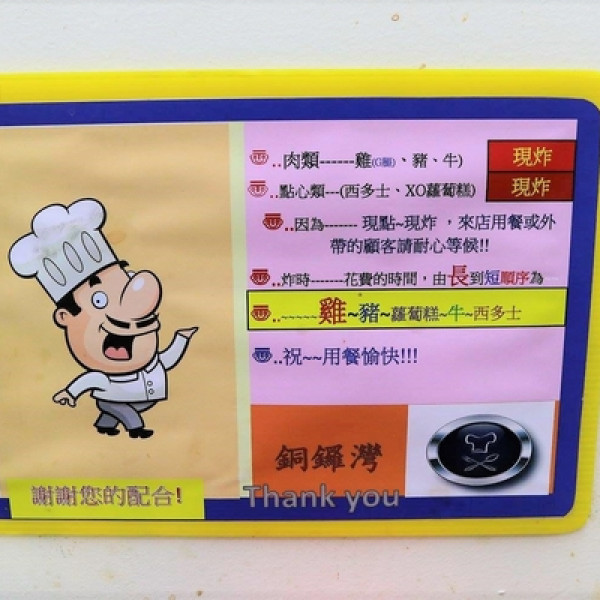 ..肉類------雞(G腿)、豬、牛)
現炸
..點心類---(西多士、XO蘿蔔糕)
現炸
..因為------- 現點~現炸 ，來店用餐或外
帶的顧客請耐心等候!!
..炸時-------花費的時間，由長到短順序為
..~~~~~雞~豬~蘿蔔糕~牛~西多士
..祝~~用餐愉快!!!
銅鑼灣
謝謝您的配合!
Thank you